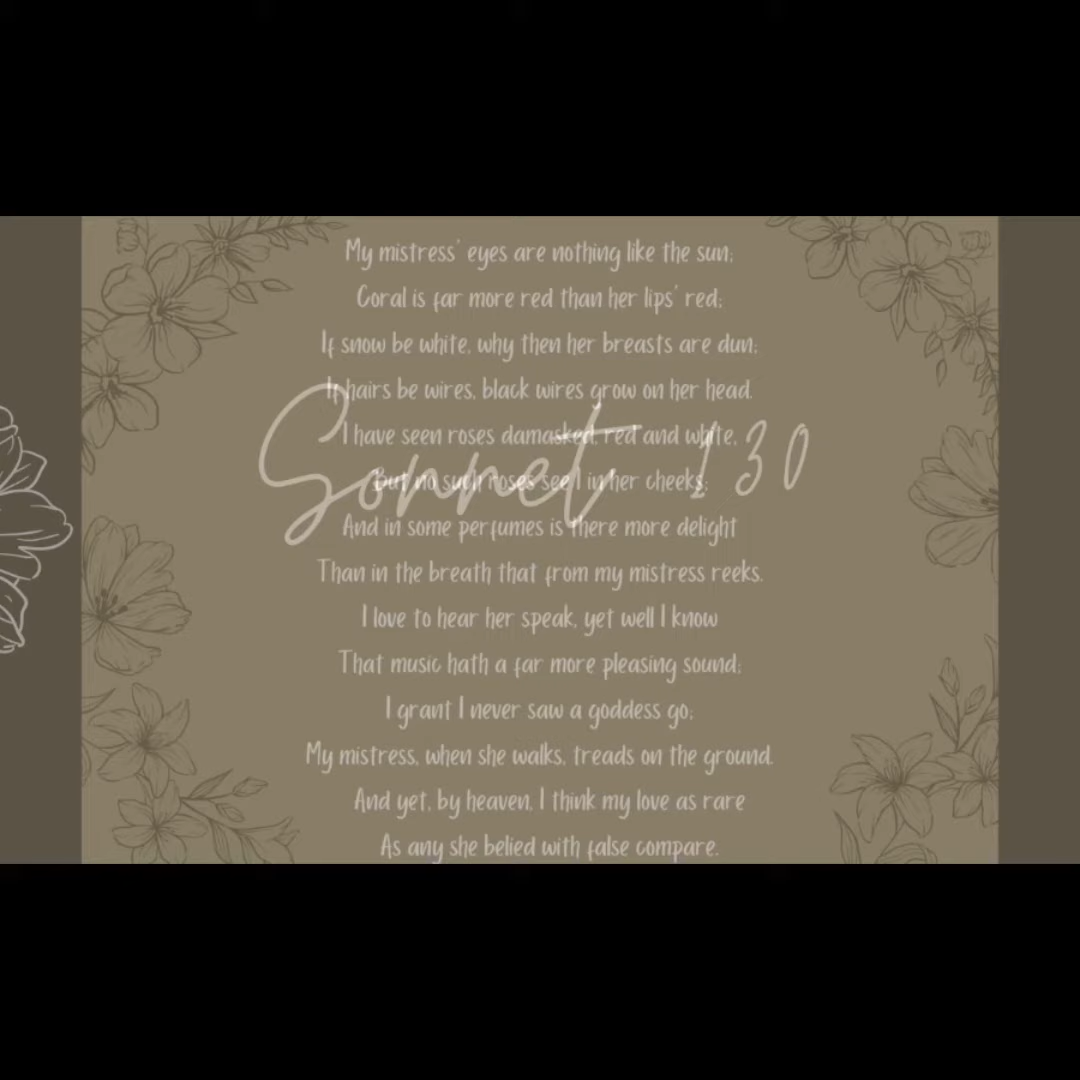 My mistress' eyes are nothing like the sun;
Coral is far more red than her lips' red;
If snow be white, why then her breasts are dun;
If hairs be wires, black wires grow on her head.
I have seen roses damasked, red and white,
But no such roses see I in her cheeks;
And in some perfumes is there more delight
Than in the breath that from my mistress reeks.
I love to hear her speak, yet well I know
That music hath a far more pleasing sound;
I grant I never saw a goddess go;
My mistress, when she walks, treads on the ground.
And yet, by heaven, I think my love as rare
As any she belied with false compare.
Sonnet 130